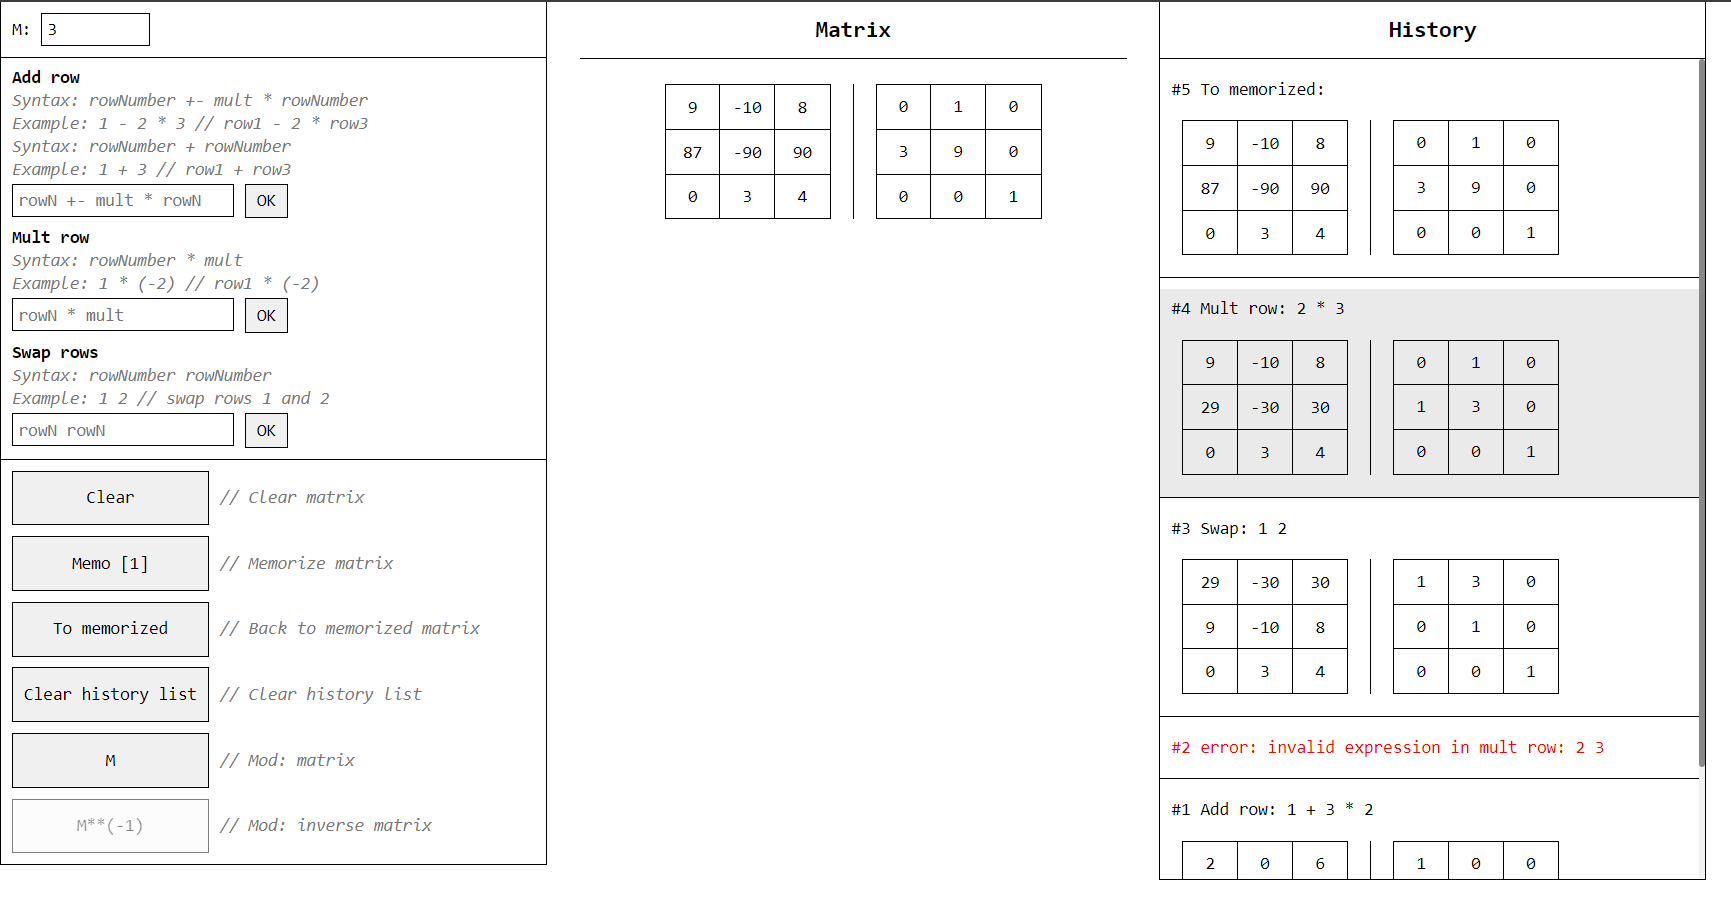 M: 3
Add row
Syntax: rowNumber +- mult * rowNumber
Example: 1 - 2 * 3 // row1 - 2 * row3
Syntax: rowNumber + rowNumber
Example: 1 + 3 // row1 + row3
rowN +- mult * rowN OK
Mult row
Syntax: rowNumber * mult
Example: 1 * (-2) // row1 * (-2)
rowN * mult OK
Swap rows
Syntax: rowNumber rowNumber
Example: 1 2 // swap rows 1 and 2
rowN rowN OK
Clear // Clear matrix
Memo [1] // Memorize matrix
To memorized // Back to memorized matrix
Clear history list // Clear history list
M // Mod: matrix
M**(-1) // Mod: inverse matrix
Matrix
9 -10 8 0 1 0
87 -90 90 3 9 0
0 3 4 0 0 1
History
#5 To memorized:
9 -10 8 0 1 0
87 -90 90 3 9 0
0 3 4 0 0 1
#4 Mult row: 2 * 3
9 -10 8 0 1 0
29 -30 30 1 3 0
0 3 4 0 0 1
#3 Swap: 1 2
29 -30 30 1 3 0
9 -10 8 0 1 0
0 3 4 0 0 1
#2 error: invalid expression in mult row: 2 3
#1 Add row: 1 + 3 * 2
2 0 6 1 0 0